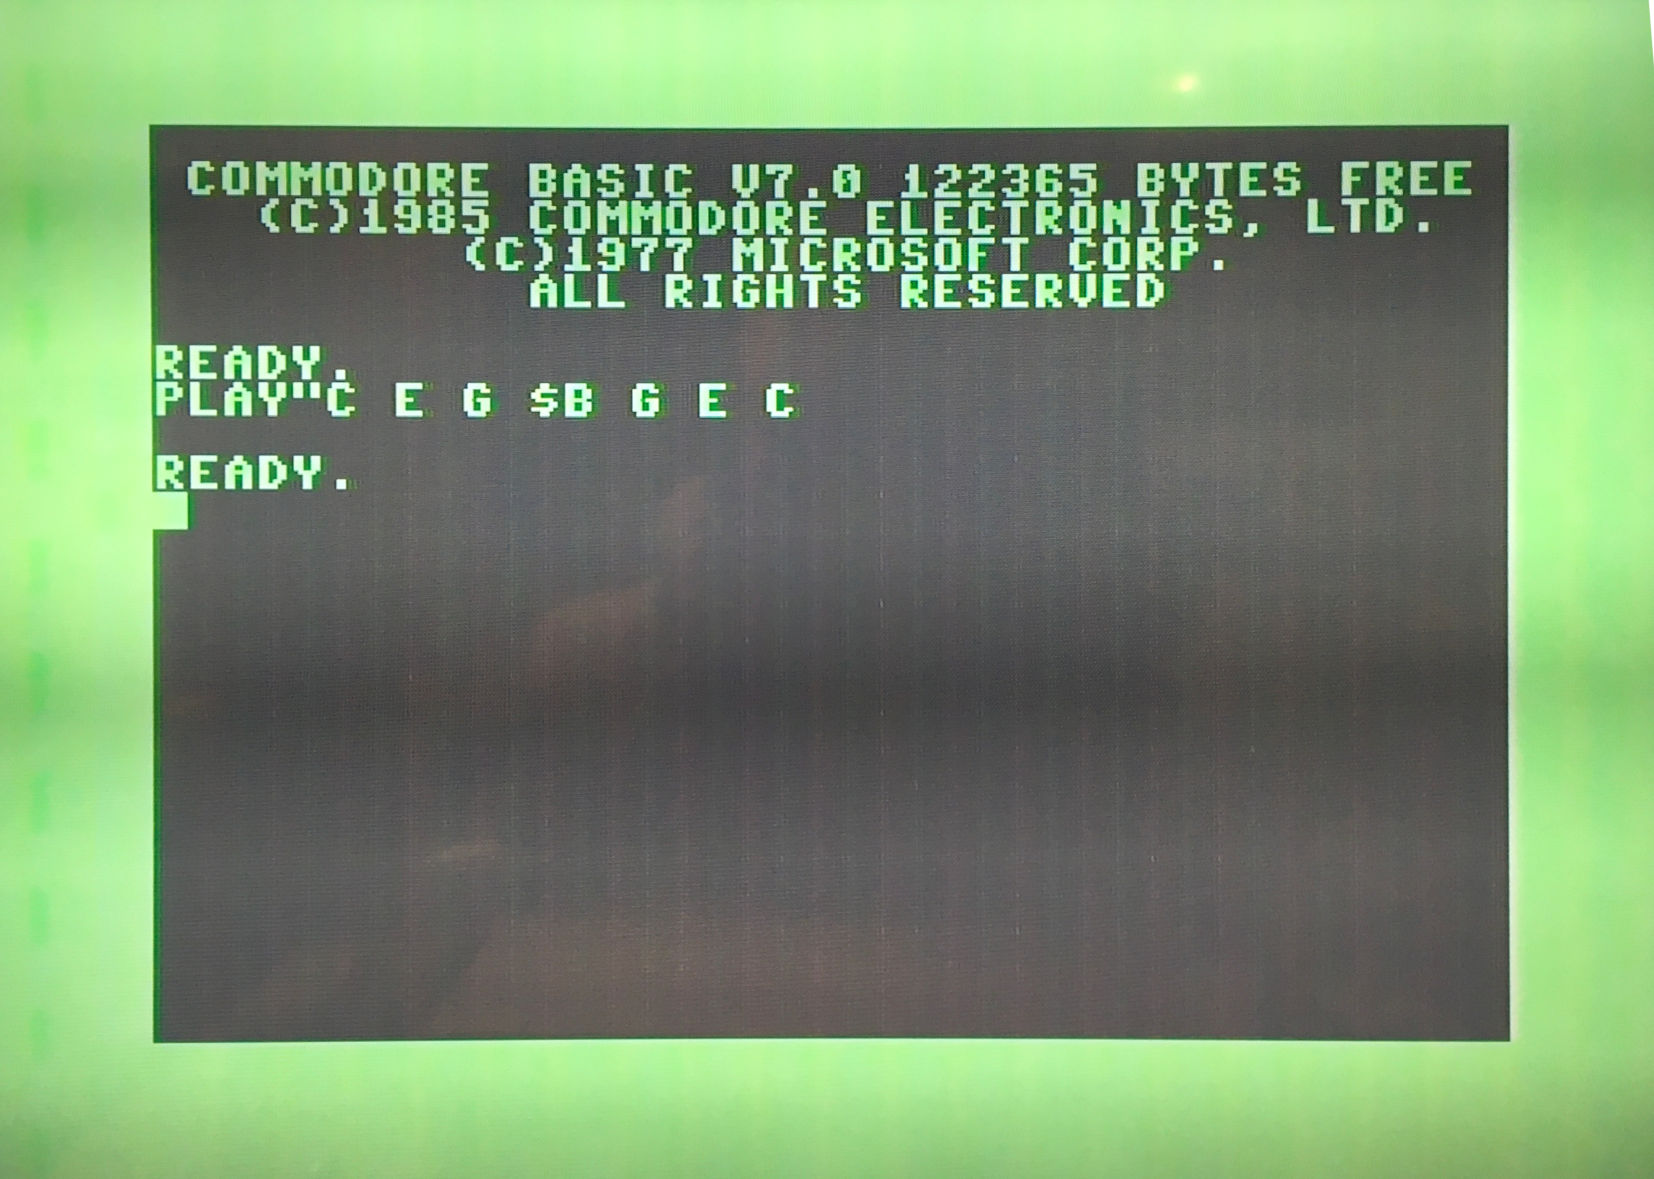 COMMODORE BASIC V7.0 122365 BYTES FREE
(C)1985 COMMODORE ELECTRONICS, LTD.
(C)1977 MICROSOFT CORP.
ALL RIGHTS RESERVED
READY.
PLAY"C E G $B G E C
READY.